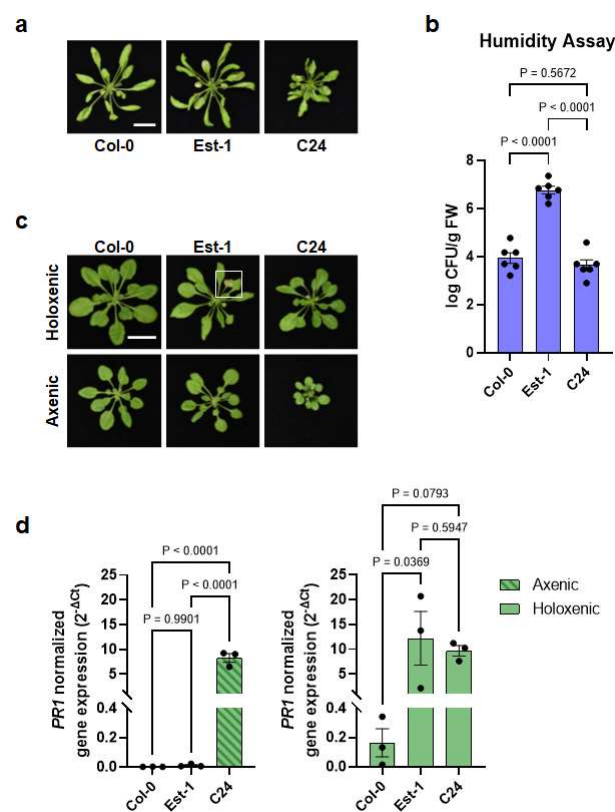 a
Col-0 Est-1 C24
b
Humidity Assay
P = 0.5672
P < 0.0001
P < 0.0001
log CFU/g FW
8
6
4
2
0
Col-0 Est-1 C24
c
Col-0 Est-1 C24
Holoxenic
Axenic
d
P < 0.0001
P < 0.0001
P = 0.9901
PR1 normalized
gene expression (2^-ΔCt)
25
20
15
10
5
0.4
0.2
0.0
Col-0 Est-1 C24
P = 0.0793
P = 0.5947
P = 0.0369
PR1 normalized
gene expression (2^-ΔCt)
25
20
15
10
5
0.4
0.2
0.0
Col-0 Est-1 C24
Axenic
Holoxenic